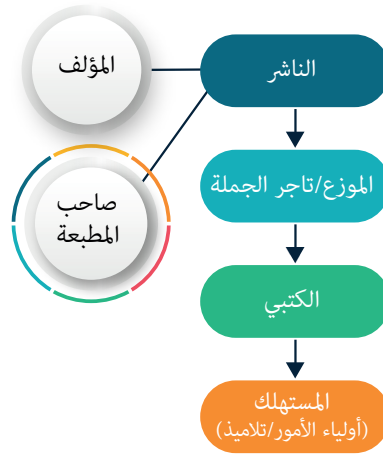 الناشر
المؤلف
صاحب
المطبعة
الموزع/تاجر الجملة
الكتبي
المستهلك
(أولياء الأمور/تلاميذ)